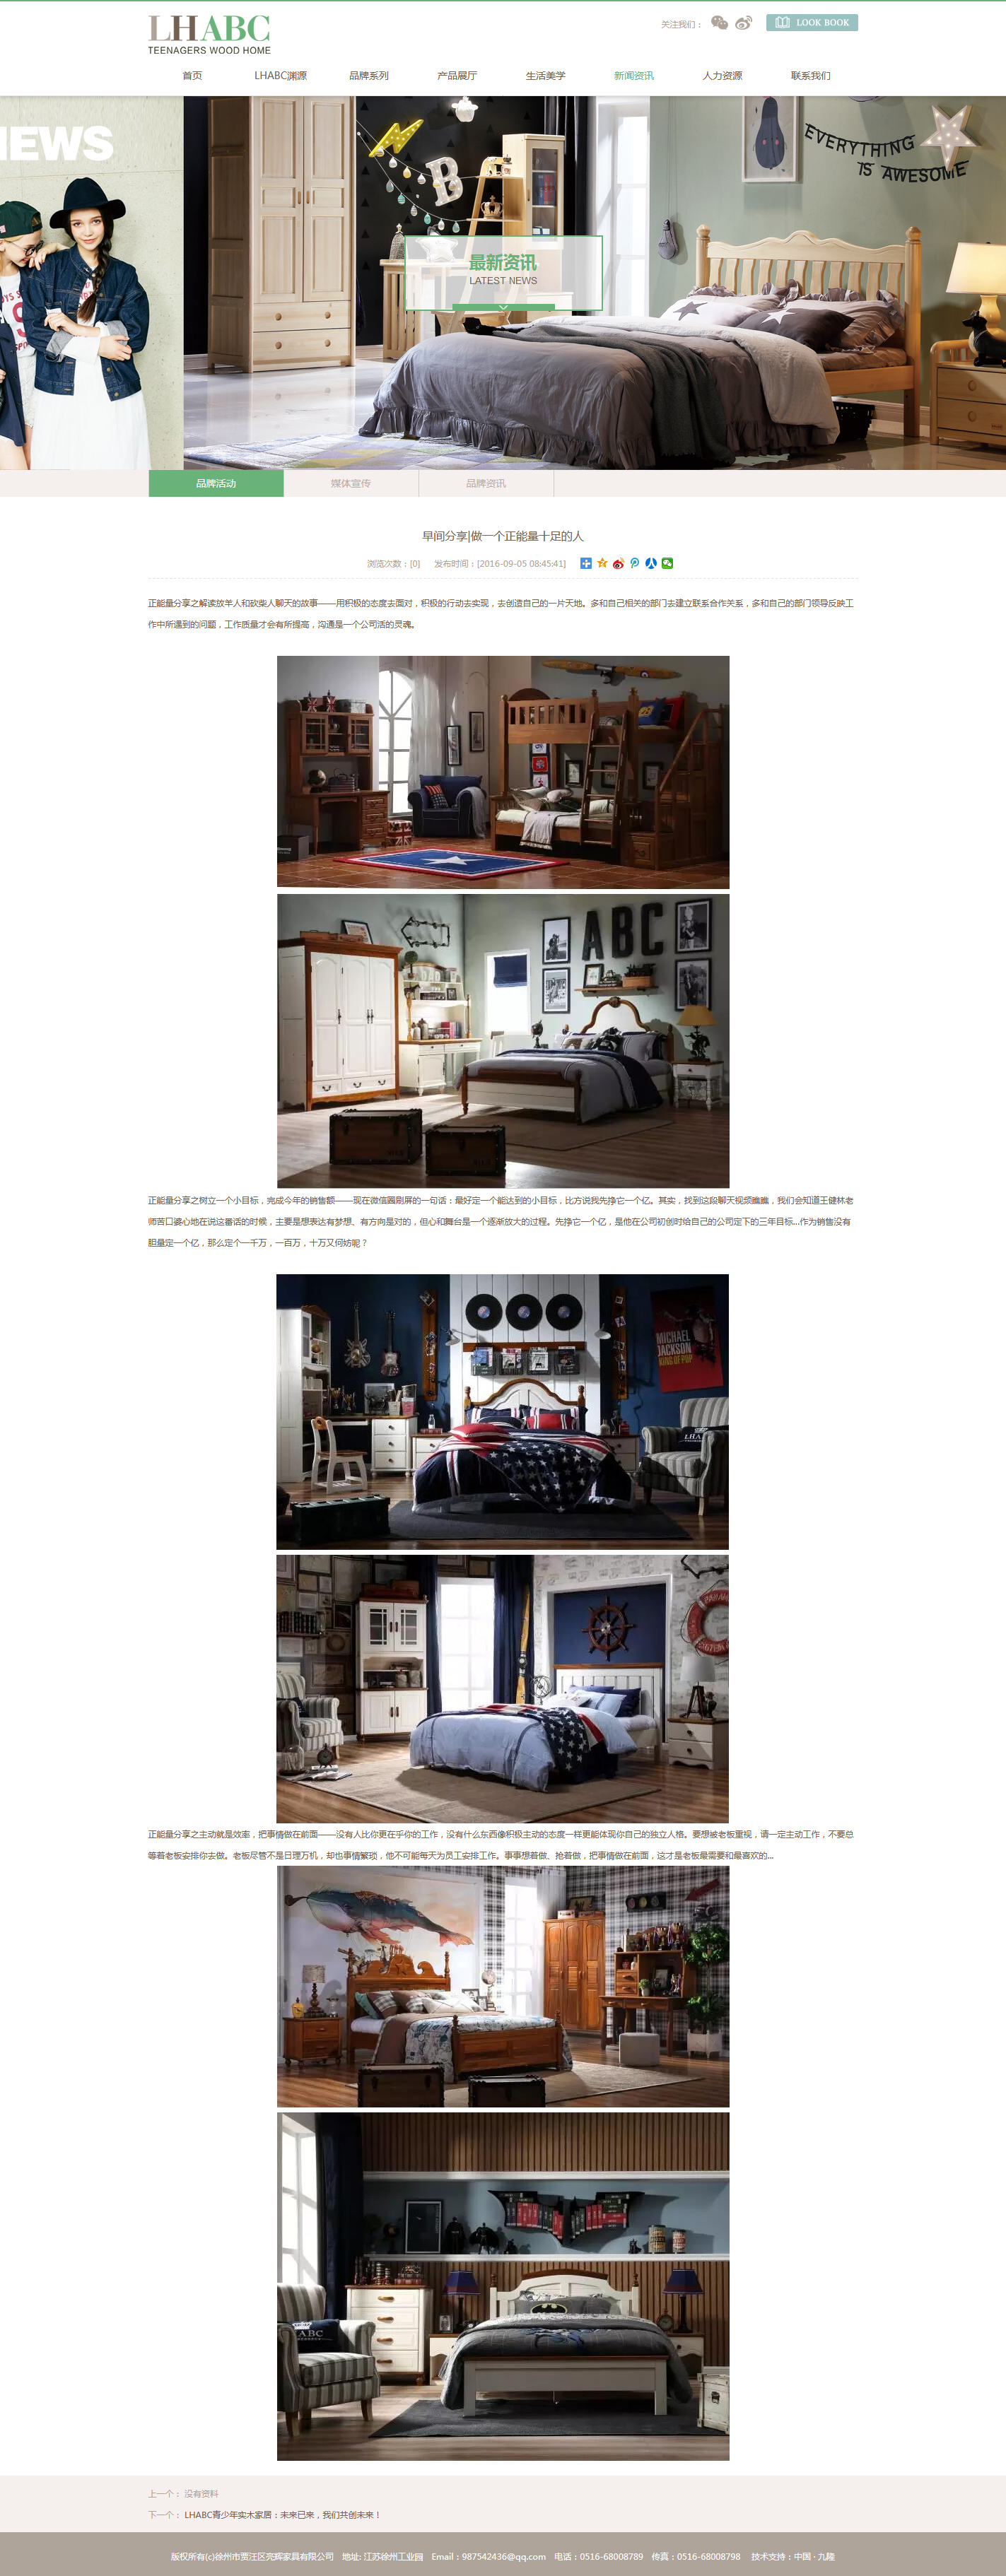 LHABC
TEENAGERS WOOD HOME
关注我们：
LOOK BOOK
首页 LHABC渊源 品牌系列 产品展厅 生活美学 新闻资讯 人力资源 联系我们
IEWS
B
EVERYTHING
IS AWESOME
最新资讯
LATEST NEWS
品牌活动 媒体宣传 品牌资讯
早间分享|做一个正能量十足的人
浏览次数：[0] 发布时间：[2016-09-05 08:45:41]
正能量分享之解读放羊人和砍柴人聊天的故事——用积极的态度去面对，积极的行动去实现，去创造自己的一片天地。多和自己相关的部门去建立联系合作关系，多和自己的部门领导反映工
作中所遇到的问题，工作质量才会有所提高，沟通是一个公司活的灵魂。
ABC
正能量分享之树立一个小目标，完成今年的销售额——现在微信圈刷屏的一句话：最好定一个能达到的小目标，比方说我先挣它一个亿。其实，找到这段聊天视频瞧瞧，我们会知道王健林老
师苦口婆心地在说这番话的时候，主要是想表达有梦想、有方向是对的，但心和舞台是一个逐渐放大的过程。先挣它一个亿，是他在公司初创时给自己的公司定下的三年目标...作为销售没有
胆量定一个亿，那么定个一千万，一百万，十万又何妨呢？
MICHAEL
JACKSON
KING OF POP
LHA
正能量分享之主动就是效率，把事情做在前面——没有人比你更在乎你的工作，没有什么东西像积极主动的态度一样更能体现你自己的独立人格。要想被老板重视，请一定主动工作，不要总
等着老板安排你去做。老板尽管不是日理万机，却也事情繁琐，他不可能每天为员工安排工作。事事想着做、抢着做，把事情做在前面，这才是老板最需要和最喜欢的...
ABC
上一个： 没有资料
下一个： LHABC青少年实木家居：未来已来，我们共创未来！
版权所有(c)徐州市贾汪区亮辉家具有限公司 地址: 江苏徐州工业园 Email：987542436@qq.com 电话：0516-68008789 传真：0516-68008798 技术支持：中国 · 九隆